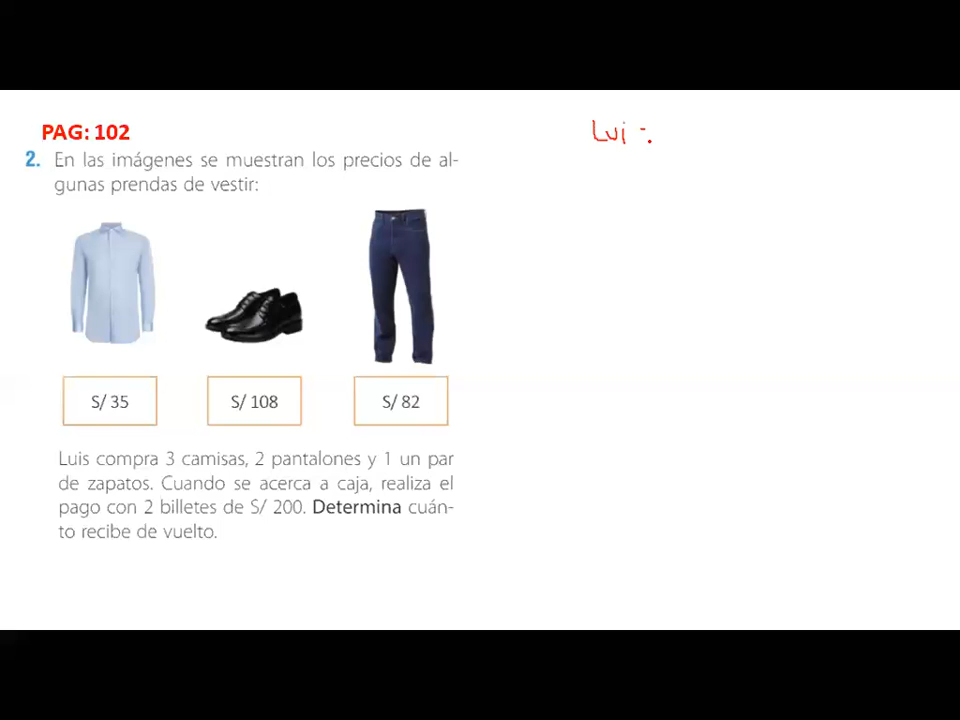 PAG: 102
2. En las imágenes se muestran los precios de al-
gunas prendas de vestir:
S/ 35
S/ 108
S/ 82
Luis compra 3 camisas, 2 pantalones y 1 un par
de zapatos. Cuando se acerca a caja, realiza el
pago con 2 billetes de S/ 200. Determina cuán-
to recibe de vuelto.
Lui